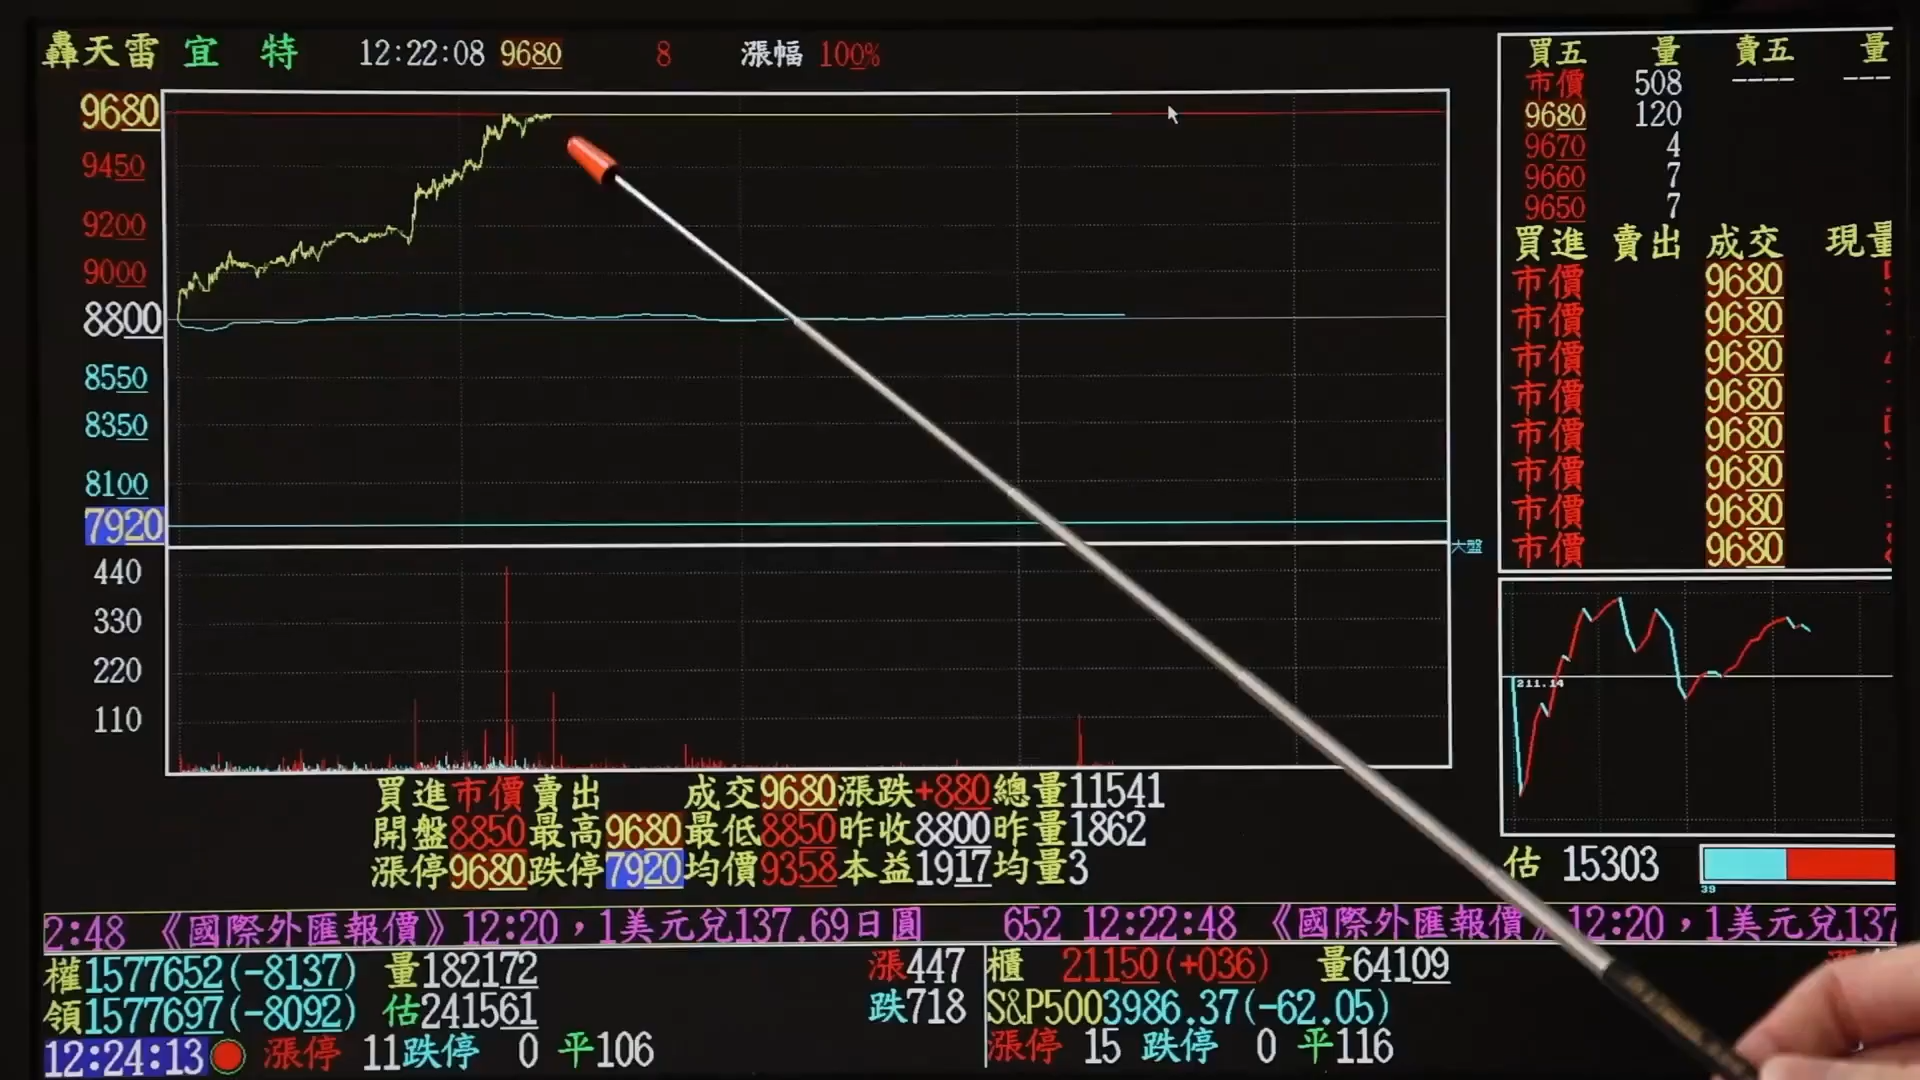 轟天雷 宜 特 12:22:08 9680 8 漲幅 100%
9680
9450
9200
9000
8800
8550
8350
8100
7920
440
330
220
110
大盤
買五 量 賣五 量
市價 508 ---- ---
9680 120
9670 4
9660 7
9650 7
買進 賣出 成交 現量
市價 9680
市價 9680
市價 9680
市價 9680
市價 9680
市價 9680
市價 9680
市價 9680
211.14
估 15303
39
買進市價賣出 成交9680漲跌+880總量11541
開盤8850最高9680最低8850昨收8800昨量1862
漲停9680跌停7920均價9358本益1917均量3
2:48 《國際外匯報價》12:20，1美元兌137.69日圓 652 12:22:48 《國際外匯報價》12:20，1美元兌137
權1577652(-8137) 量182172 漲447
領1577697(-8092) 估241561 跌718
12:24:13 漲停 11跌停 0 平106
櫃 21150(+036) 量64109
S&P5003986.37(-62.05)
漲停 15 跌停 0 平116